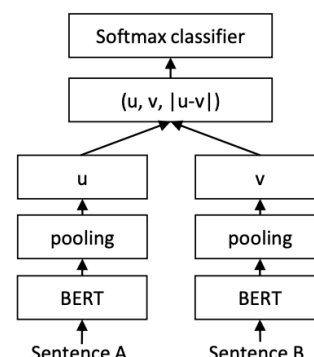 Softmax classifier
(u, v, |u-v|)
u v
pooling pooling
BERT BERT
Sentence A Sentence B